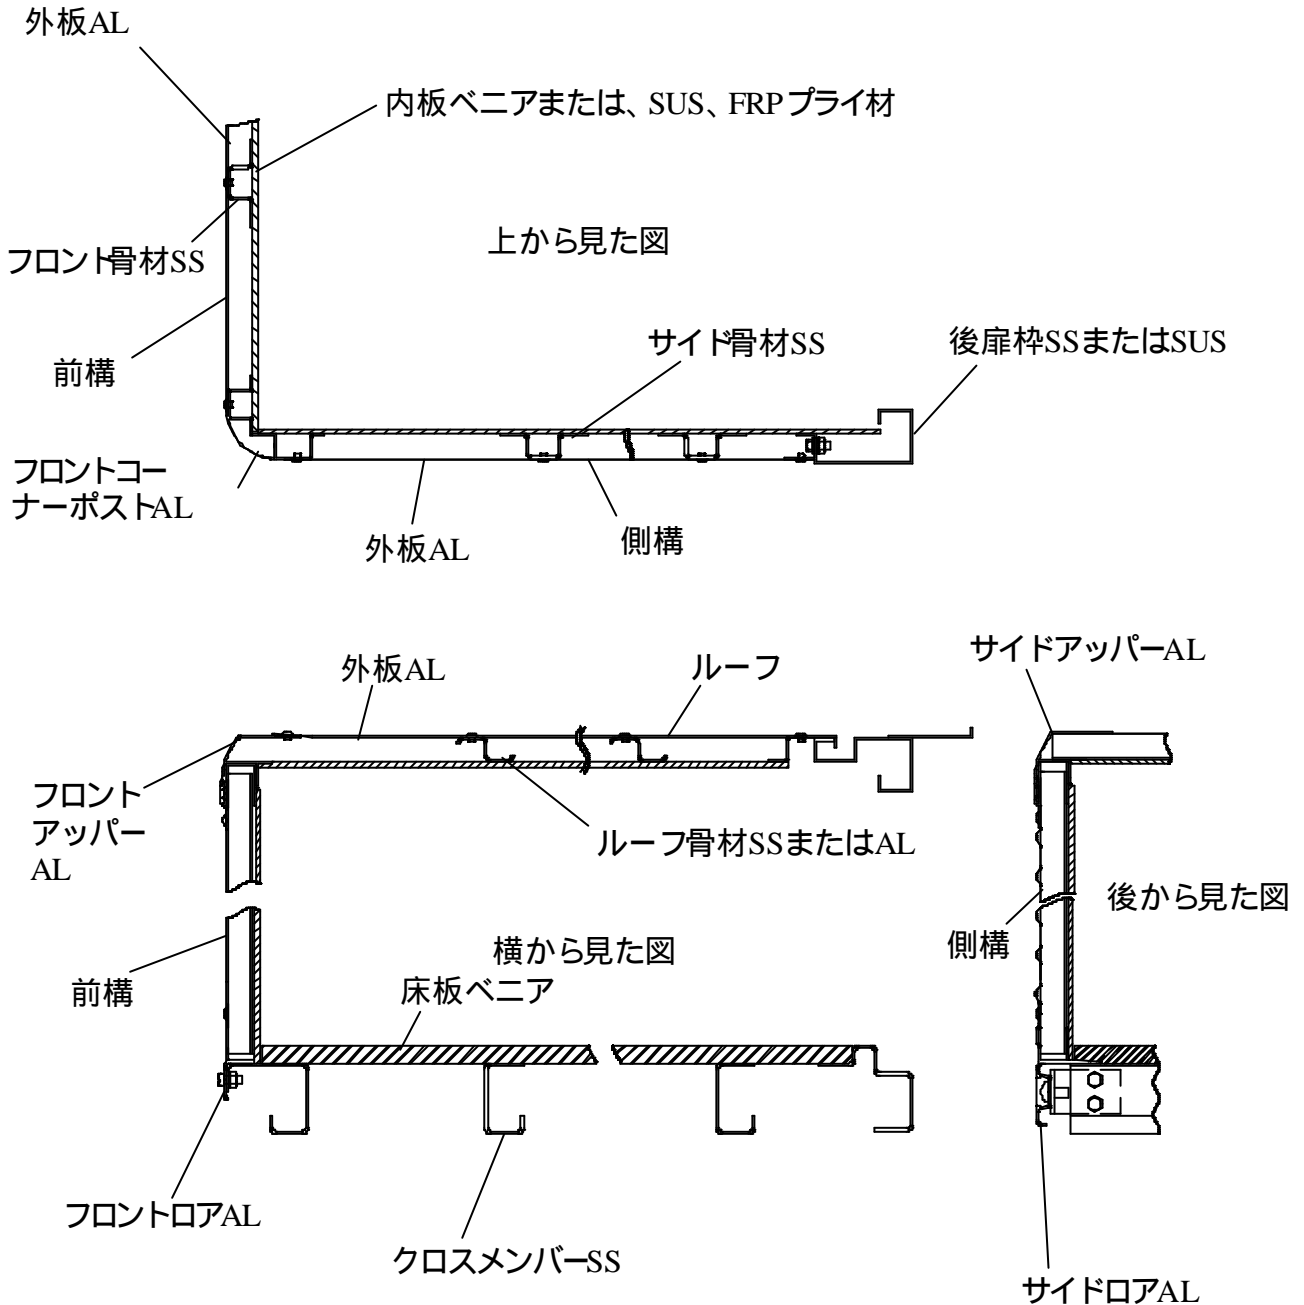 外板AL
内板ベニアまたは、SUS、FRPプライ材
上から見た図
フロント骨材SS
サイド骨材SS
後扉枠SSまたはSUS
前構
フロントコー
ナーポストAL
外板AL
側構
サイドアッパーAL
外板AL
ルーフ
フロント
アッパー
AL
ルーフ骨材SSまたはAL
後から見た図
側構
横から見た図
前構
床板ベニア
フロントロアAL
クロスメンバーSS
サイドロアAL